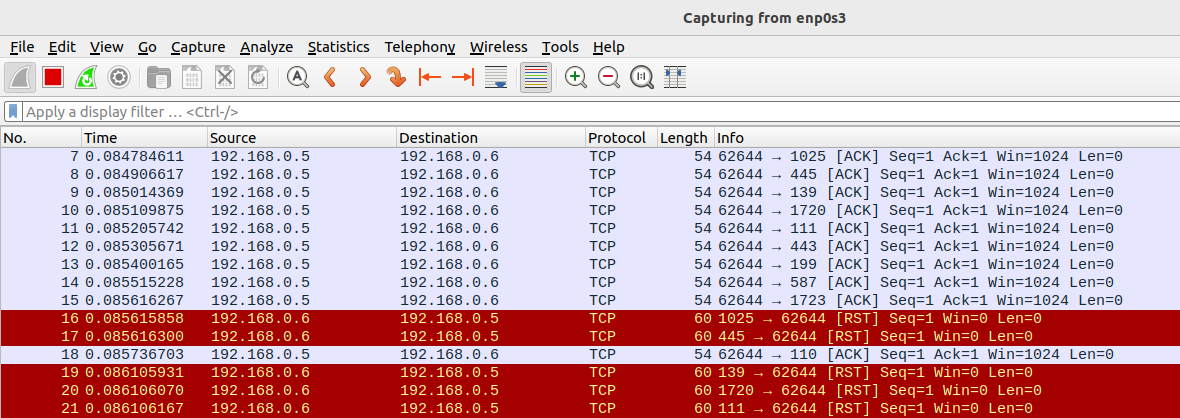 Capturing from enp0s3
File Edit View Go Capture Analyze Statistics Telephony Wireless Tools Help
Apply a display filter … <Ctrl-/>
No. Time Source Destination Protocol Length Info
7 0.084784611 192.168.0.5 192.168.0.6 TCP 54 62644 → 1025 [ACK] Seq=1 Ack=1 Win=1024 Len=0
8 0.084906617 192.168.0.5 192.168.0.6 TCP 54 62644 → 445 [ACK] Seq=1 Ack=1 Win=1024 Len=0
9 0.085014369 192.168.0.5 192.168.0.6 TCP 54 62644 → 139 [ACK] Seq=1 Ack=1 Win=1024 Len=0
10 0.085109875 192.168.0.5 192.168.0.6 TCP 54 62644 → 1720 [ACK] Seq=1 Ack=1 Win=1024 Len=0
11 0.085205742 192.168.0.5 192.168.0.6 TCP 54 62644 → 111 [ACK] Seq=1 Ack=1 Win=1024 Len=0
12 0.085305671 192.168.0.5 192.168.0.6 TCP 54 62644 → 443 [ACK] Seq=1 Ack=1 Win=1024 Len=0
13 0.085400165 192.168.0.5 192.168.0.6 TCP 54 62644 → 199 [ACK] Seq=1 Ack=1 Win=1024 Len=0
14 0.085515228 192.168.0.5 192.168.0.6 TCP 54 62644 → 587 [ACK] Seq=1 Ack=1 Win=1024 Len=0
15 0.085616267 192.168.0.5 192.168.0.6 TCP 54 62644 → 1723 [ACK] Seq=1 Ack=1 Win=1024 Len=0
16 0.085615858 192.168.0.6 192.168.0.5 TCP 60 1025 → 62644 [RST] Seq=1 Win=0 Len=0
17 0.085616300 192.168.0.6 192.168.0.5 TCP 60 445 → 62644 [RST] Seq=1 Win=0 Len=0
18 0.085736703 192.168.0.5 192.168.0.6 TCP 54 62644 → 110 [ACK] Seq=1 Ack=1 Win=1024 Len=0
19 0.086105931 192.168.0.6 192.168.0.5 TCP 60 139 → 62644 [RST] Seq=1 Win=0 Len=0
20 0.086106070 192.168.0.6 192.168.0.5 TCP 60 1720 → 62644 [RST] Seq=1 Win=0 Len=0
21 0.086106167 192.168.0.6 192.168.0.5 TCP 60 111 → 62644 [RST] Seq=1 Win=0 Len=0